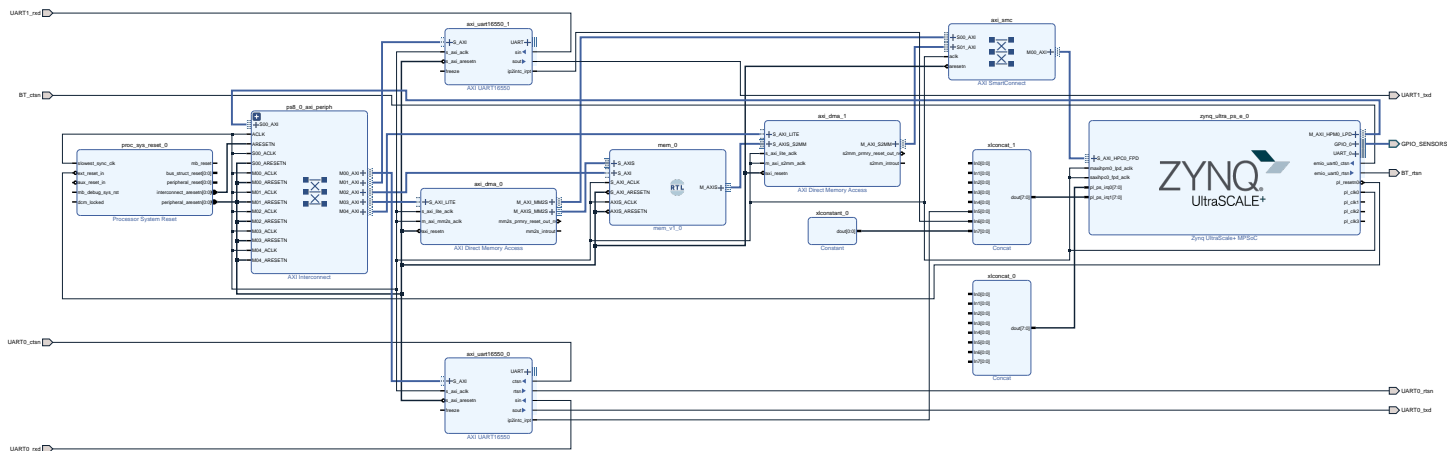 UART1_rxd
BT_ctsn
UART0_ctsn
UART0_rxd
proc_sys_reset_0
slowest_sync_clk
ext_reset_in
aux_reset_in
mb_debug_sys_rst
dcm_locked
mb_reset
bus_struct_reset[0:0]
peripheral_reset[0:0]
interconnect_aresetn[0:0]
peripheral_aresetn[0:0]
Processor System Reset
ps8_0_axi_periph
S00_AXI
ACLK
ARESETN
S00_ACLK
S00_ARESETN
M00_ACLK
M00_ARESETN
M01_ACLK
M01_ARESETN
M02_ACLK
M02_ARESETN
M03_ACLK
M03_ARESETN
M04_ACLK
M04_ARESETN
M00_AXI
M01_AXI
M02_AXI
M03_AXI
M04_AXI
AXI Interconnect
axi_uart16550_1
S_AXI
s_axi_aclk
s_axi_aresetn
freeze
UART
sin
sout
ip2intc_irpt
AXI UART16550
axi_dma_0
S_AXI_LITE
s_axi_lite_aclk
m_axi_mm2s_aclk
axi_resetn
M_AXI_MM2S
M_AXIS_MM2S
mm2s_prmry_reset_out_n
mm2s_introut
AXI Direct Memory Access
axi_uart16550_0
S_AXI
s_axi_aclk
s_axi_aresetn
freeze
UART
ctsn
rtsn
sin
sout
ip2intc_irpt
AXI UART16550
mem_0
S_AXIS
S_AXI
S_AXI_ACLK
S_AXI_ARESETN
AXIS_ACLK
AXIS_ARESETN
RTL
M_AXIS
mem_v1_0
axi_dma_1
S_AXI_LITE
S_AXIS_S2MM
s_axi_lite_aclk
m_axi_s2mm_aclk
axi_resetn
M_AXI_S2MM
s2mm_prmry_reset_out_n
s2mm_introut
AXI Direct Memory Access
xlconstant_0
dout[0:0]
Constant
axi_smc
S00_AXI
S01_AXI
aclk
aresetn
M00_AXI
AXI SmartConnect
xlconcat_1
In0[0:0]
In1[0:0]
In2[0:0]
In3[0:0]
In4[0:0]
In5[0:0]
In6[0:0]
In7[0:0]
dout[7:0]
Concat
xlconcat_0
In0[0:0]
In1[0:0]
In2[0:0]
In3[0:0]
In4[0:0]
In5[0:0]
In6[0:0]
In7[0:0]
dout[7:0]
Concat
zynq_ultra_ps_e_0
S_AXI_HPC0_FPD
maxihpm0_lpd_aclk
saxihpc0_fpd_aclk
pl_ps_irq0[7:0]
pl_ps_irq1[7:0]
ZYNQ
UltraSCALE+
M_AXI_HPM0_LPD
GPIO_0
UART_0
emio_uart0_ctsn
emio_uart0_rtsn
pl_resetn0
pl_clk0
pl_clk1
pl_clk2
pl_clk3
Zynq UltraScale+ MPSoC
UART1_txd
GPIO_SENSORS
BT_rtsn
UART0_rtsn
UART0_txd